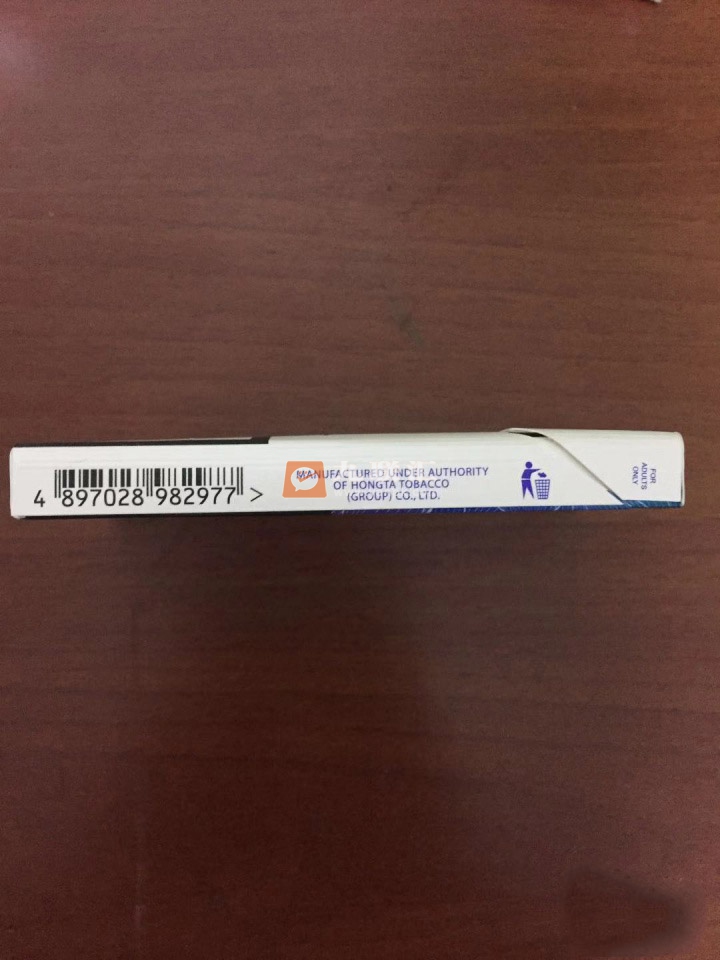 4 897028 982977 >
MANUFACTURED UNDER AUTHORITY
OF HONGTA TOBACCO
(GROUP) CO., LTD.
FOR
ADULTS
ONLY